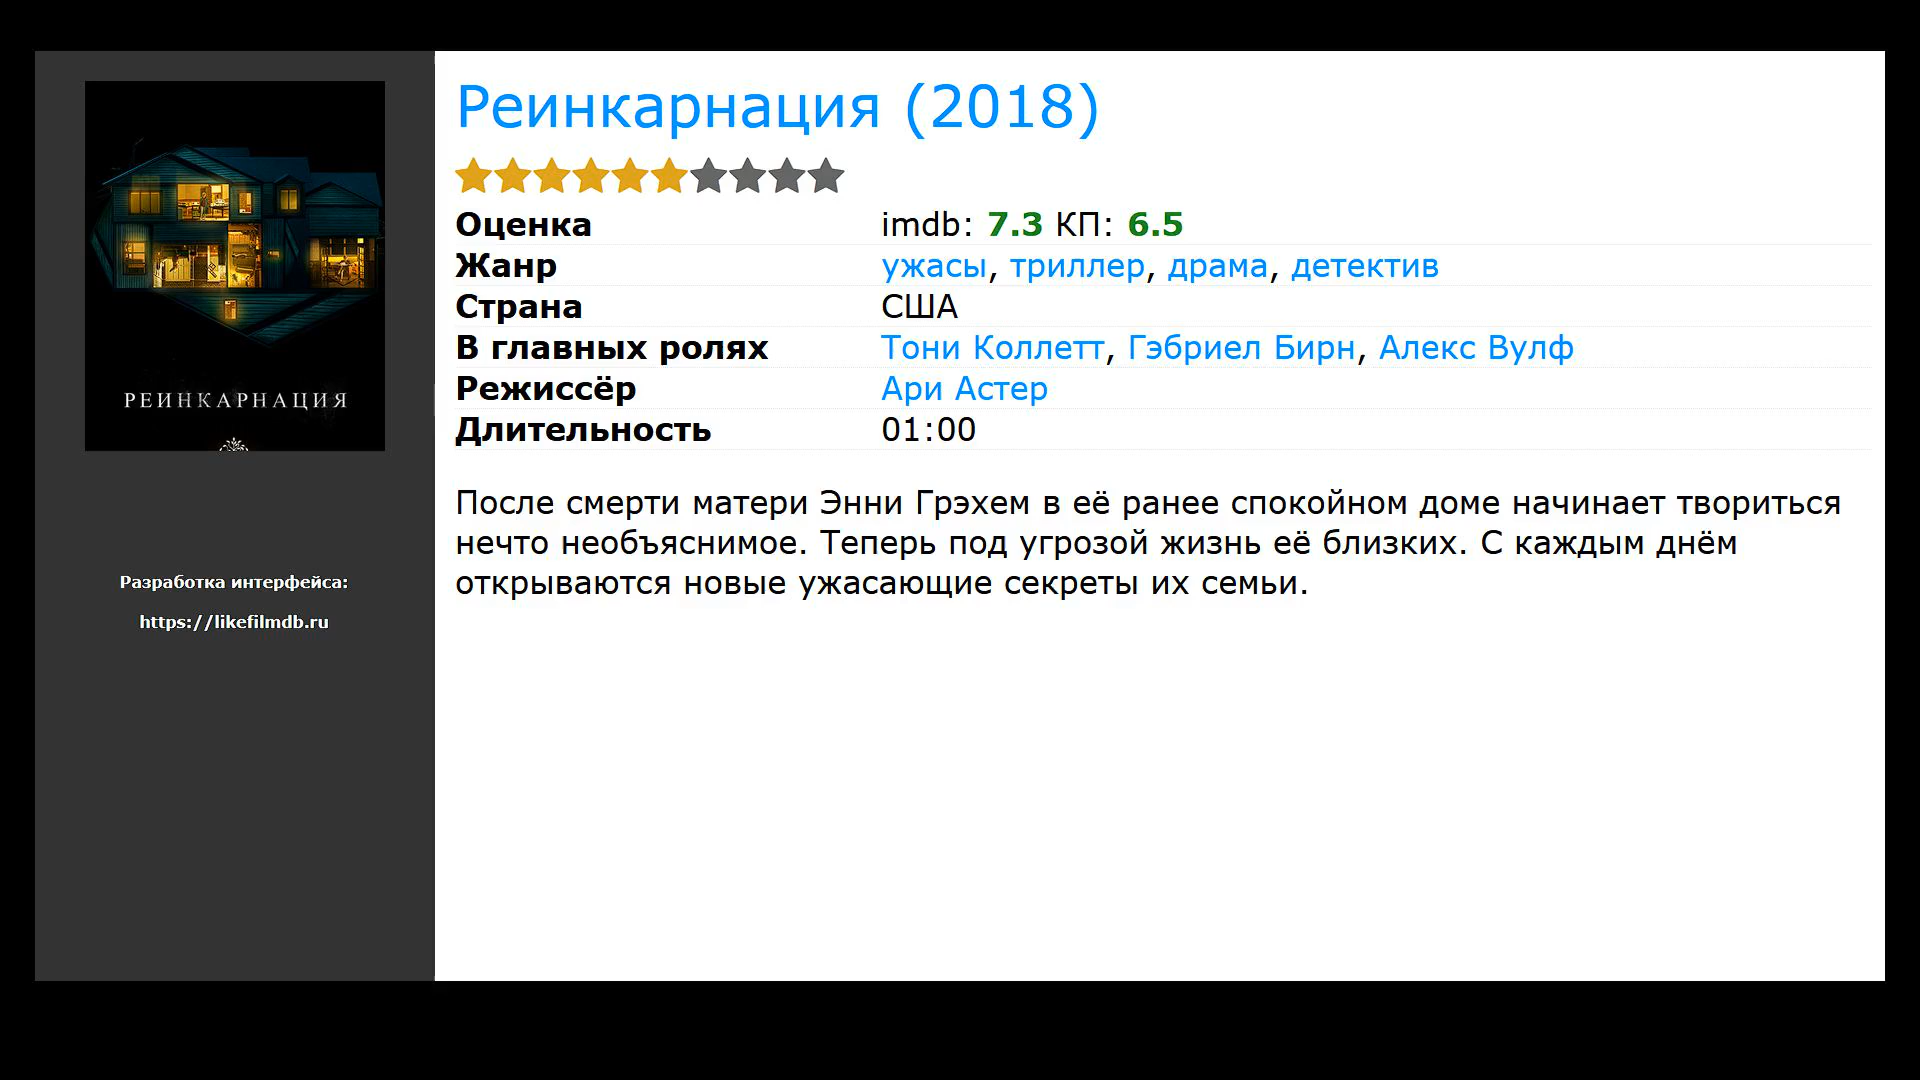 РЕИНКАРНАЦИЯ
Разработка интерфейса:
https://likefilmdb.ru
Реинкарнация (2018)
Оценка imdb: 7.3 КП: 6.5
Жанр ужасы, триллер, драма, детектив
Страна США
В главных ролях Тони Коллетт, Гэбриел Бирн, Алекс Вулф
Режиссёр Ари Астер
Длительность 01:00
После смерти матери Энни Грэхем в её ранее спокойном доме начинает твориться
нечто необъяснимое. Теперь под угрозой жизнь её близких. С каждым днём
открываются новые ужасающие секреты их семьи.